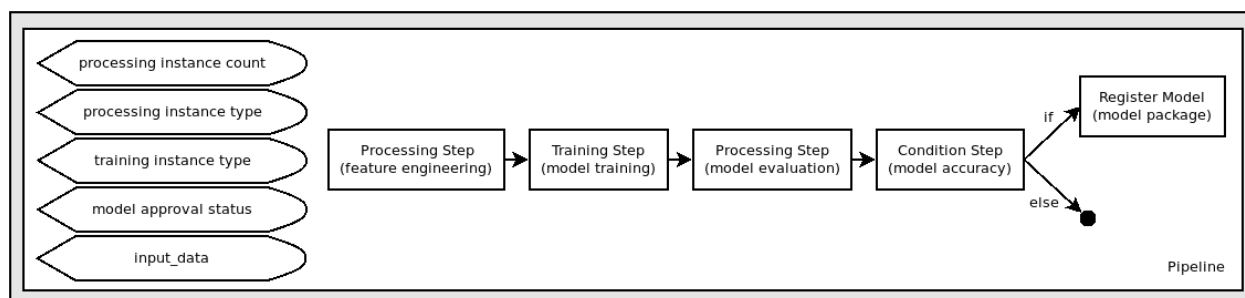 processing instance count
processing instance type
training instance type
model approval status
input_data
Processing Step
(feature engineering)
Training Step
(model training)
Processing Step
(model evaluation)
Condition Step
(model accuracy)
if
else
Register Model
(model package)
Pipeline